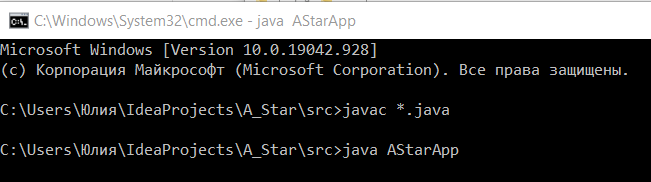 C:\Windows\System32\cmd.exe - java  AStarApp
Microsoft Windows [Version 10.0.19042.928]
(c) Корпорация Майкрософт (Microsoft Corporation). Все права защищены.
C:\Users\Юлия\IdeaProjects\A_Star\src>javac *.java
C:\Users\Юлия\IdeaProjects\A_Star\src>java AStarApp